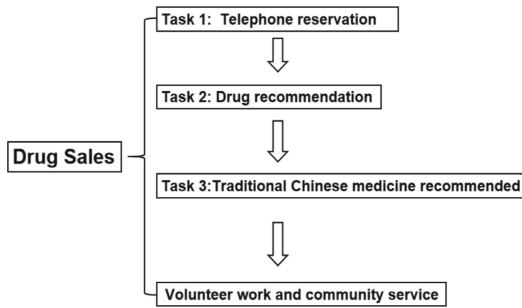 Task 1: Telephone reservation
Task 2: Drug recommendation
Drug Sales
Task 3:Traditional Chinese medicine recommended
Volunteer work and community service